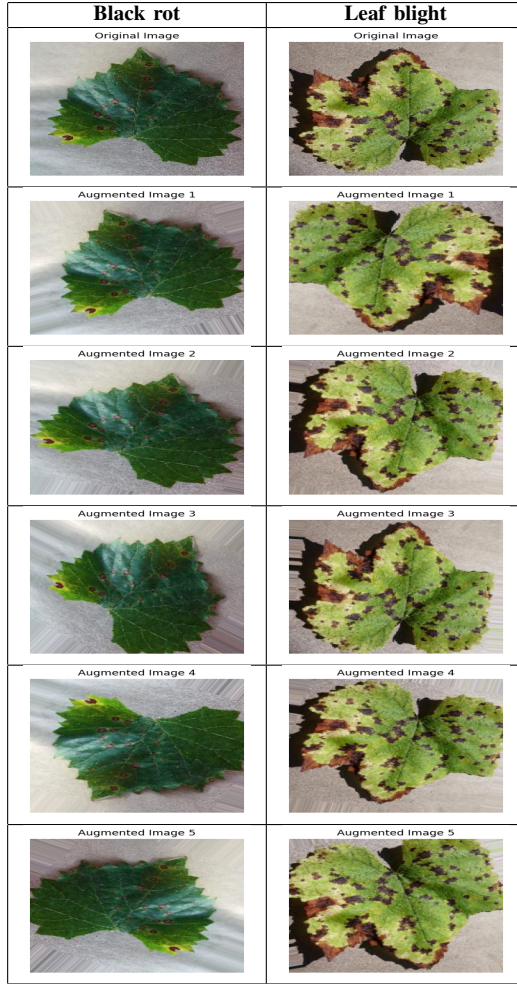 Black rot Leaf blight
Original Image Original Image
Augmented Image 1 Augmented Image 1
Augmented Image 2 Augmented Image 2
Augmented Image 3 Augmented Image 3
Augmented Image 4 Augmented Image 4
Augmented Image 5 Augmented Image 5